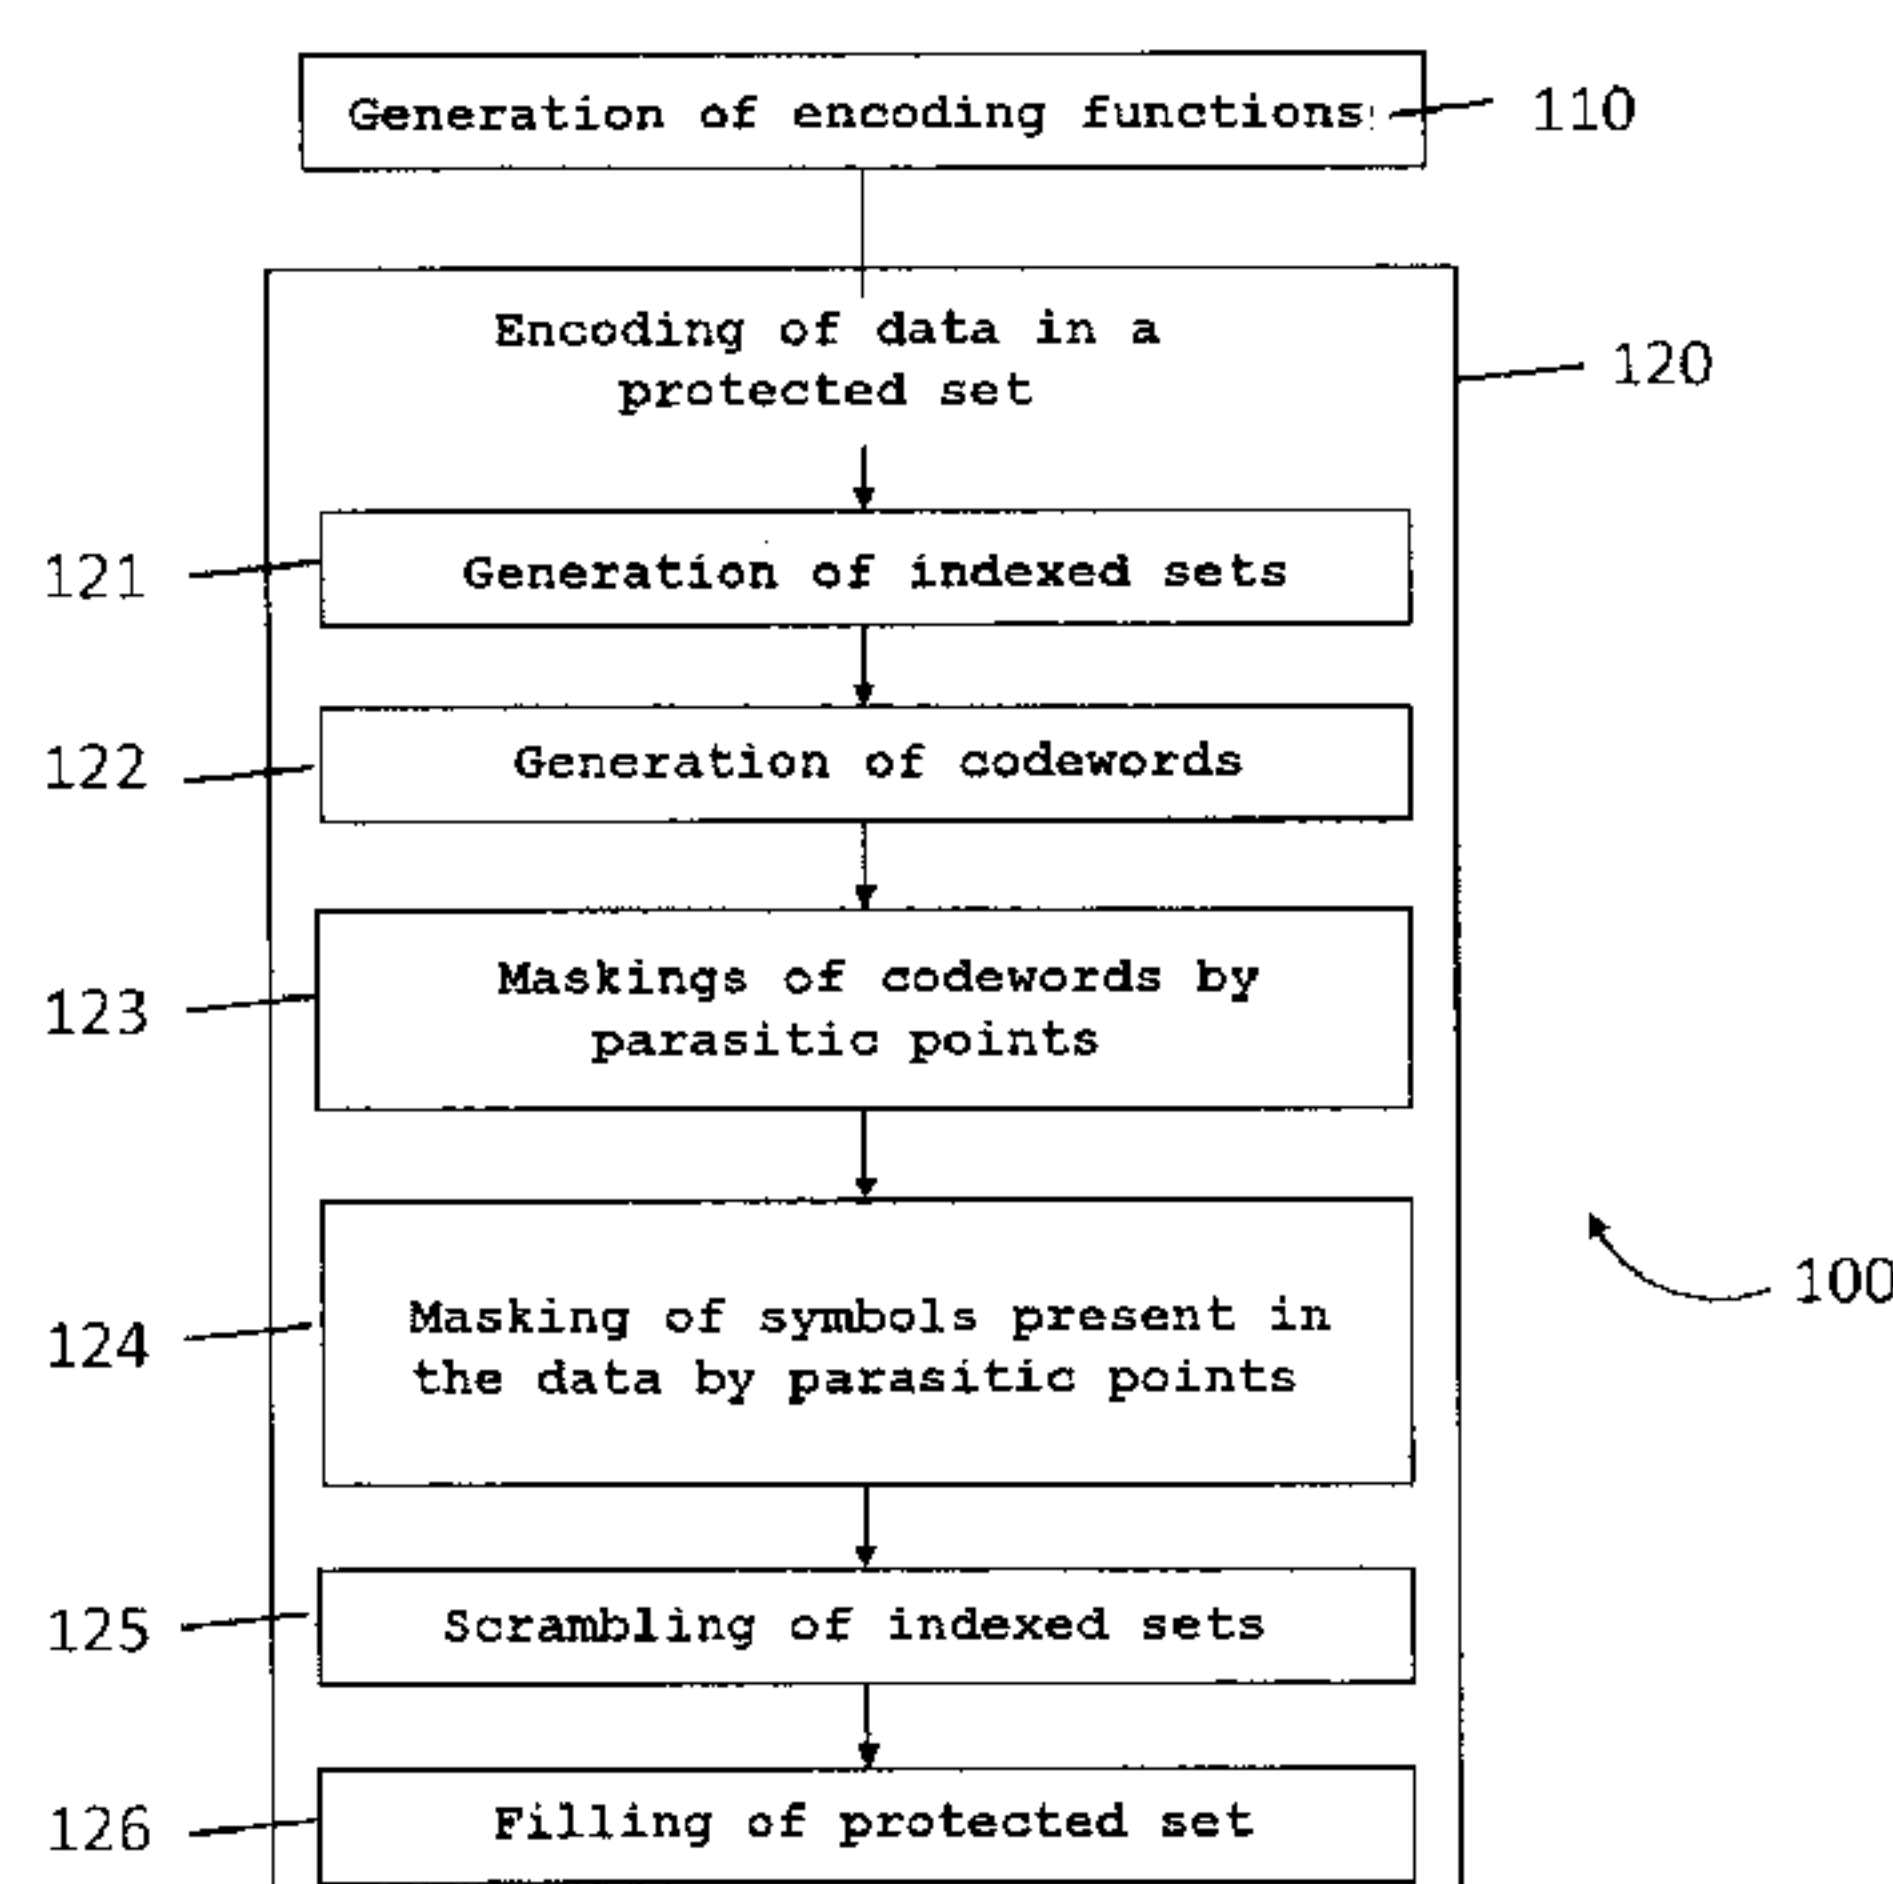 Generation of encoding functions
110
Encoding of data in a
protected set
120
121
Generation of indexed sets
122
Generation of codewords
123
Maskings of codewords by
parasitic points
100
124
Masking of symbols present in
the data by parasitic points
125
Scrambling of indexed sets
126
Filling of protected set